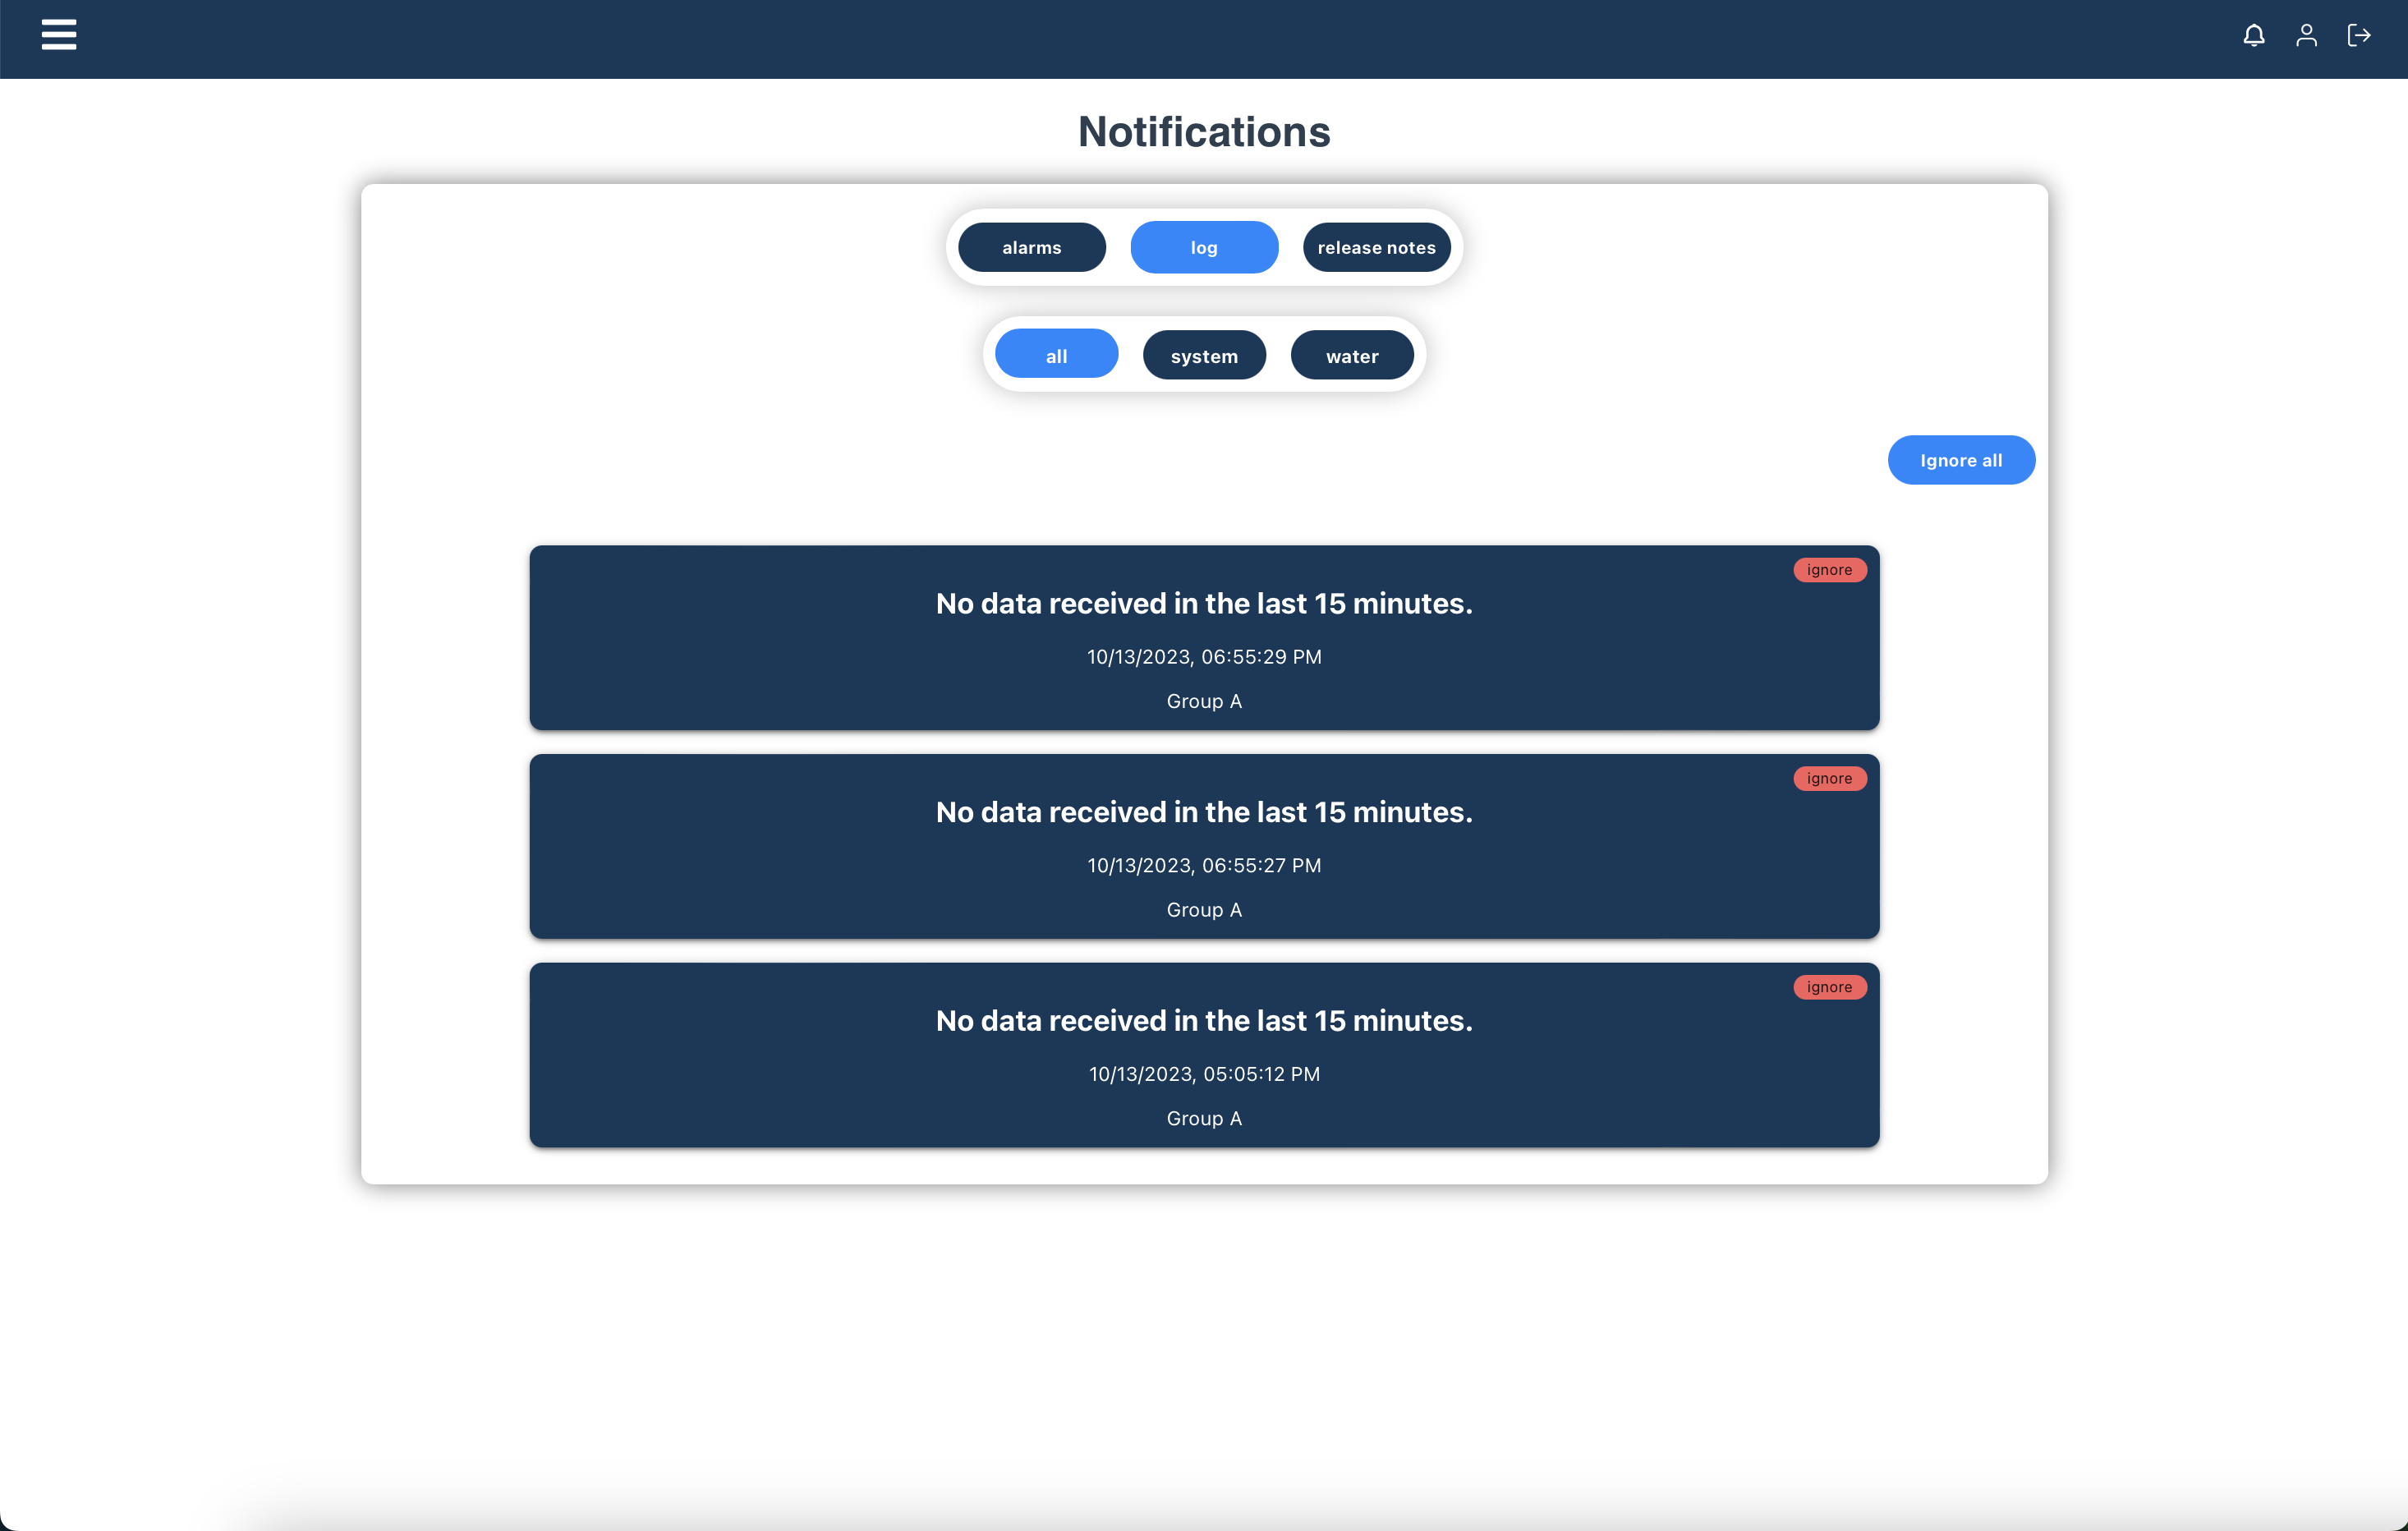 Notifications
alarms log release notes
all system water
Ignore all
ignore
No data received in the last 15 minutes.
10/13/2023, 06:55:29 PM
Group A
ignore
No data received in the last 15 minutes.
10/13/2023, 06:55:27 PM
Group A
ignore
No data received in the last 15 minutes.
10/13/2023, 05:05:12 PM
Group A